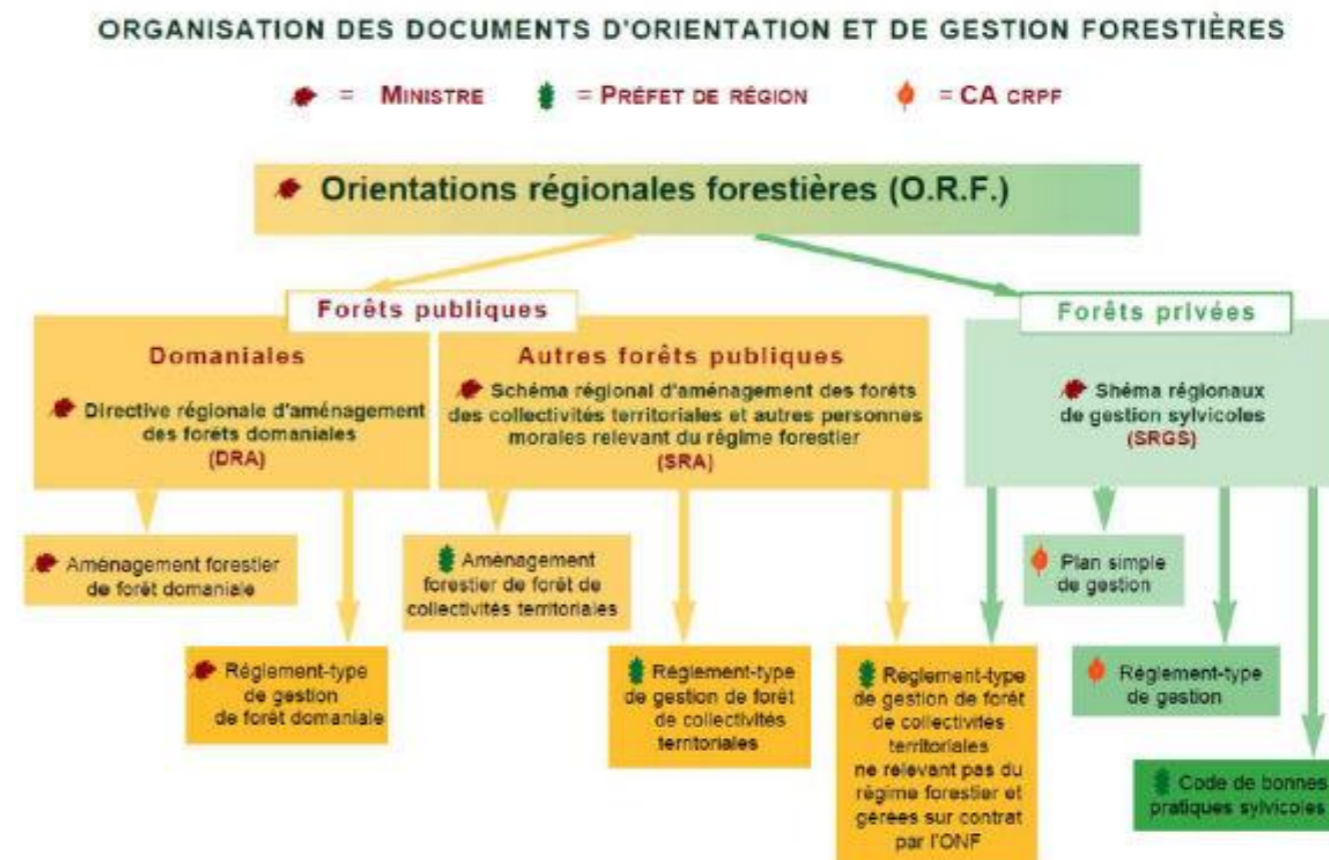 ORGANISATION DES DOCUMENTS D'ORIENTATION ET DE GESTION FORESTIÈRES
= MINISTRE = PRÉFET DE RÉGION = CA CRPF
Orientations régionales forestières (O.R.F.)
Forêts publiques
Domaniales
Directive régionale d'aménagement
des forêts domaniales
(DRA)
Autres forêts publiques
Schéma régional d'aménagement des forêts
des collectivités territoriales et autres personnes
morales relevant du régime forestier
(SRA)
Forêts privées
Shéma régionaux
de gestion sylvicoles
(SRGS)
Aménagement forestier
de forêt domaniale
Aménagement
forestier de forêt de
collectivités territoriales
Plan simple
de gestion
Réglement-type
de gestion
de forêt domaniale
Réglement-type
de gestion de forêt
de collectivités
territoriales
Réglement-type
de gestion de forêt
de collectivités
territoriales
ne relevant pas du
régime forestier et
gérées sur contrat
par l'ONF
Réglement-type
de gestion
Code de bonnes
pratiques sylvicoles